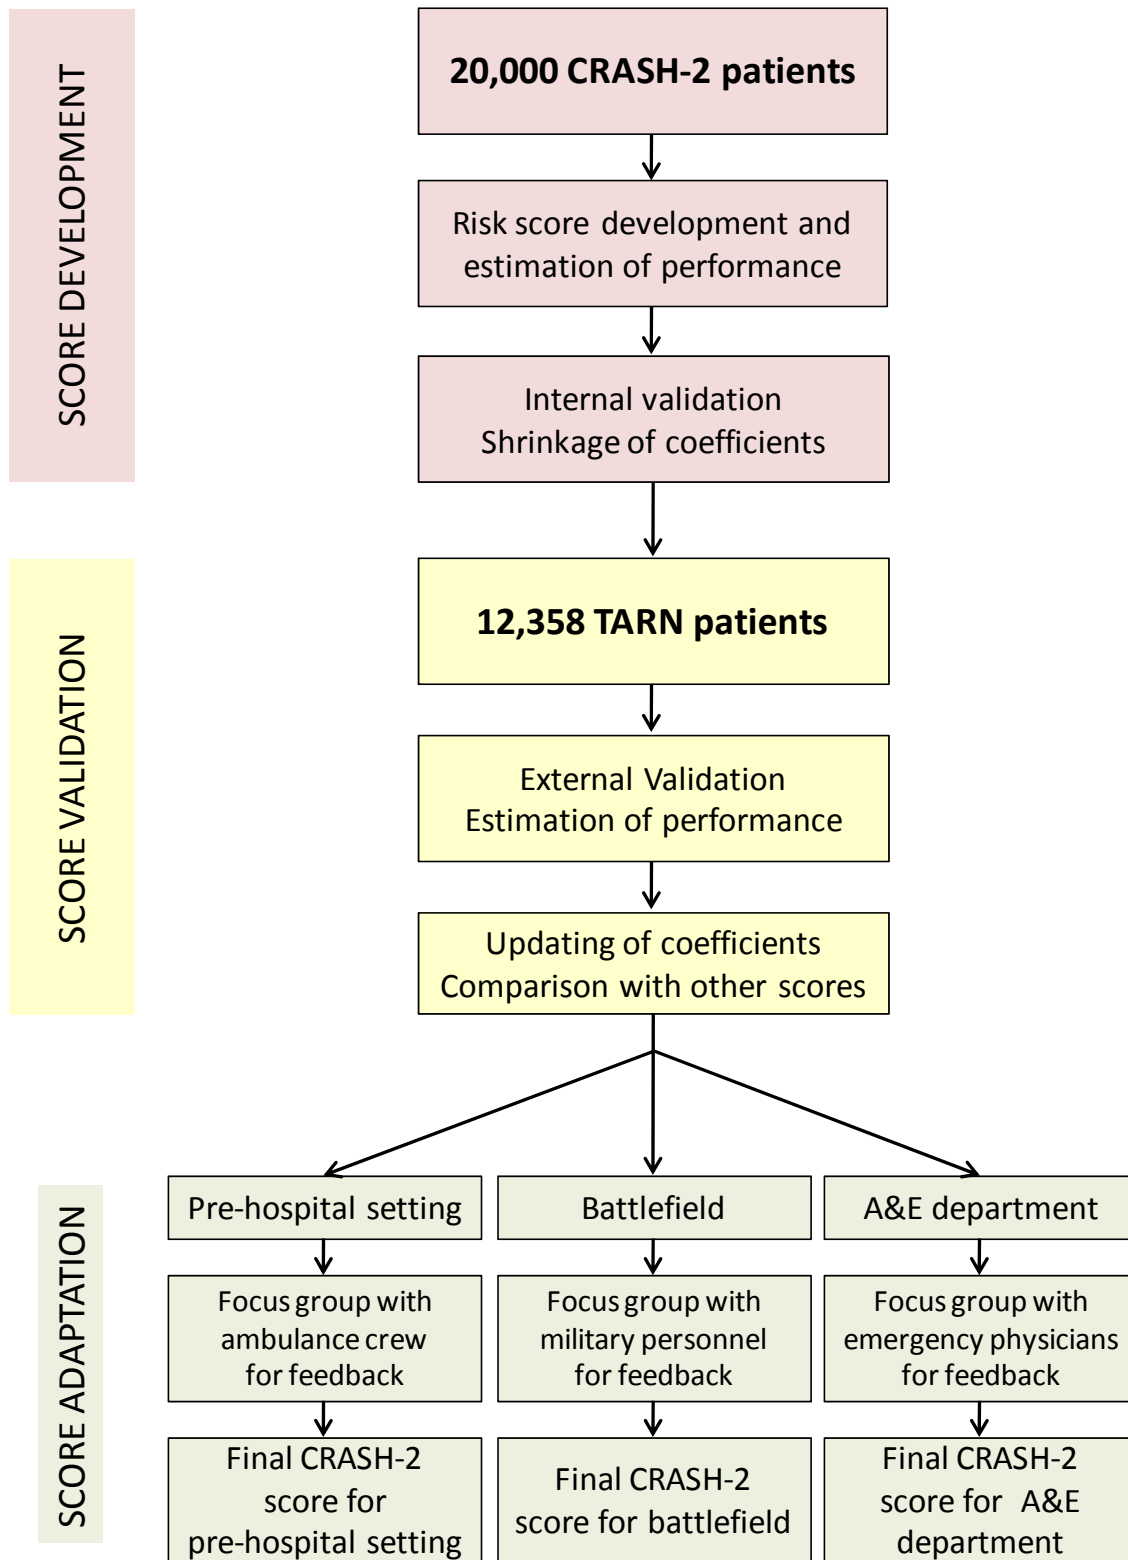 SCORE DEVELOPMENT
20,000 CRASH-2 patients
Risk score development and
estimation of performance
Internal validation
Shrinkage of coefficients
SCORE VALIDATION
12,358 TARN patients
External Validation
Estimation of performance
Updating of coefficients
Comparison with other scores
SCORE ADAPTATION
Pre-hospital setting
Focus group with
ambulance crew
for feedback
Final CRASH-2
score for
pre-hospital setting
Battlefield
Focus group with
military personnel
for feedback
Final CRASH-2
score for battlefield
A&E department
Focus group with
emergency physicians
for feedback
Final CRASH-2
score for A&E
department